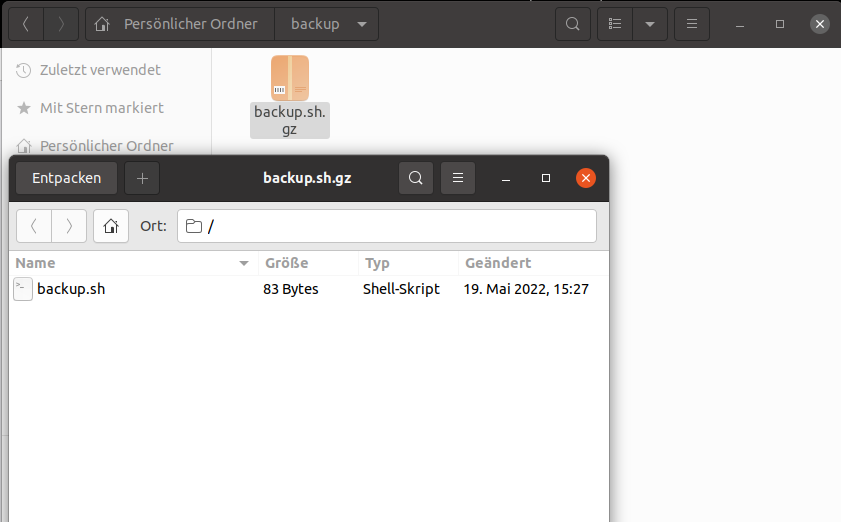 Persönlicher Ordner backup
Zuletzt verwendet
Mit Stern markiert
Persönlicher Ordner
backup.sh.
gz
Entpacken
backup.sh.gz
Ort: /
Name Größe Typ Geändert
backup.sh 83 Bytes Shell-Skript 19. Mai 2022, 15:27